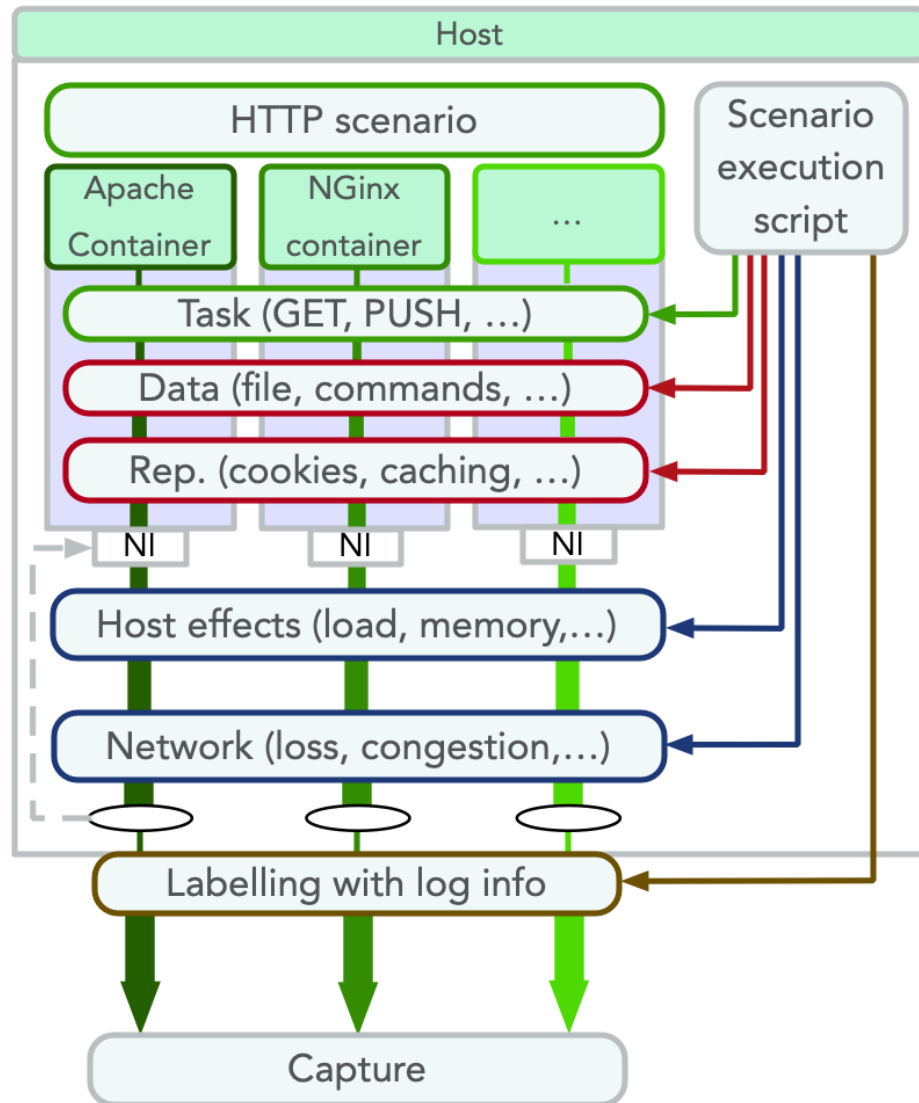 Host
HTTP scenario
Scenario
execution
script
Apache
Container
NGinx
container
...
Task (GET, PUSH, ...)
Data (file, commands, ...)
Rep. (cookies, caching, ...)
NI
NI
NI
Host effects (load, memory,...)
Network (loss, congestion,...)
Labelling with log info
Capture